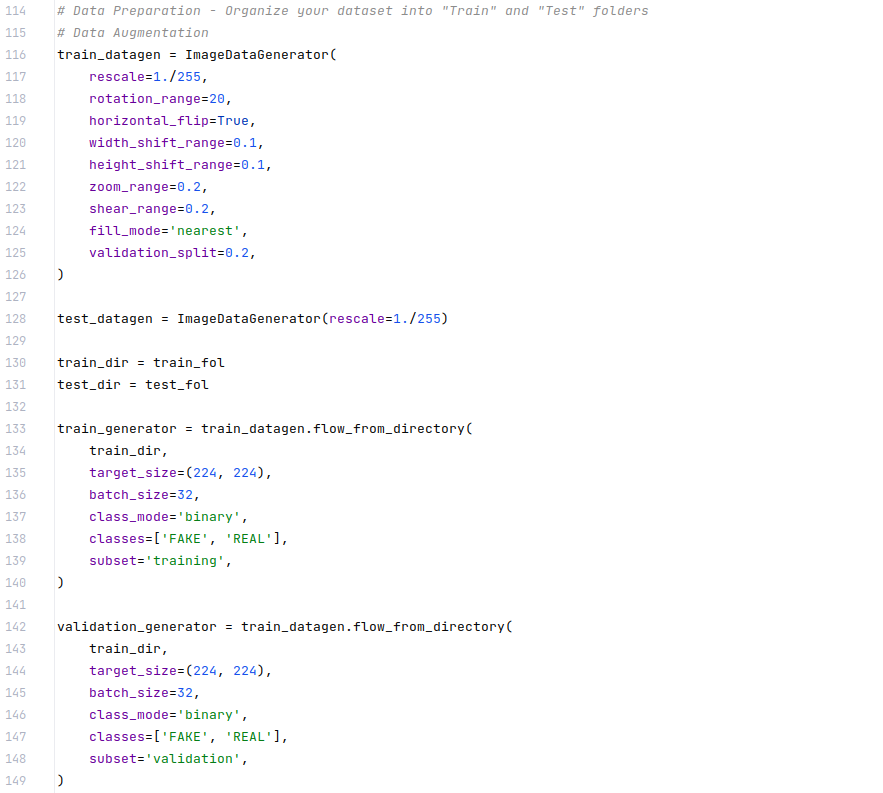 114 # Data Preparation - Organize your dataset into "Train" and "Test" folders
115 # Data Augmentation
116 train_datagen = ImageDataGenerator(
117     rescale=1./255,
118     rotation_range=20,
119     horizontal_flip=True,
120     width_shift_range=0.1,
121     height_shift_range=0.1,
122     zoom_range=0.2,
123     shear_range=0.2,
124     fill_mode='nearest',
125     validation_split=0.2,
126 )
127
128 test_datagen = ImageDataGenerator(rescale=1./255)
129
130 train_dir = train_fol
131 test_dir = test_fol
132
133 train_generator = train_datagen.flow_from_directory(
134     train_dir,
135     target_size=(224, 224),
136     batch_size=32,
137     class_mode='binary',
138     classes=['FAKE', 'REAL'],
139     subset='training',
140 )
141
142 validation_generator = train_datagen.flow_from_directory(
143     train_dir,
144     target_size=(224, 224),
145     batch_size=32,
146     class_mode='binary',
147     classes=['FAKE', 'REAL'],
148     subset='validation',
149 )